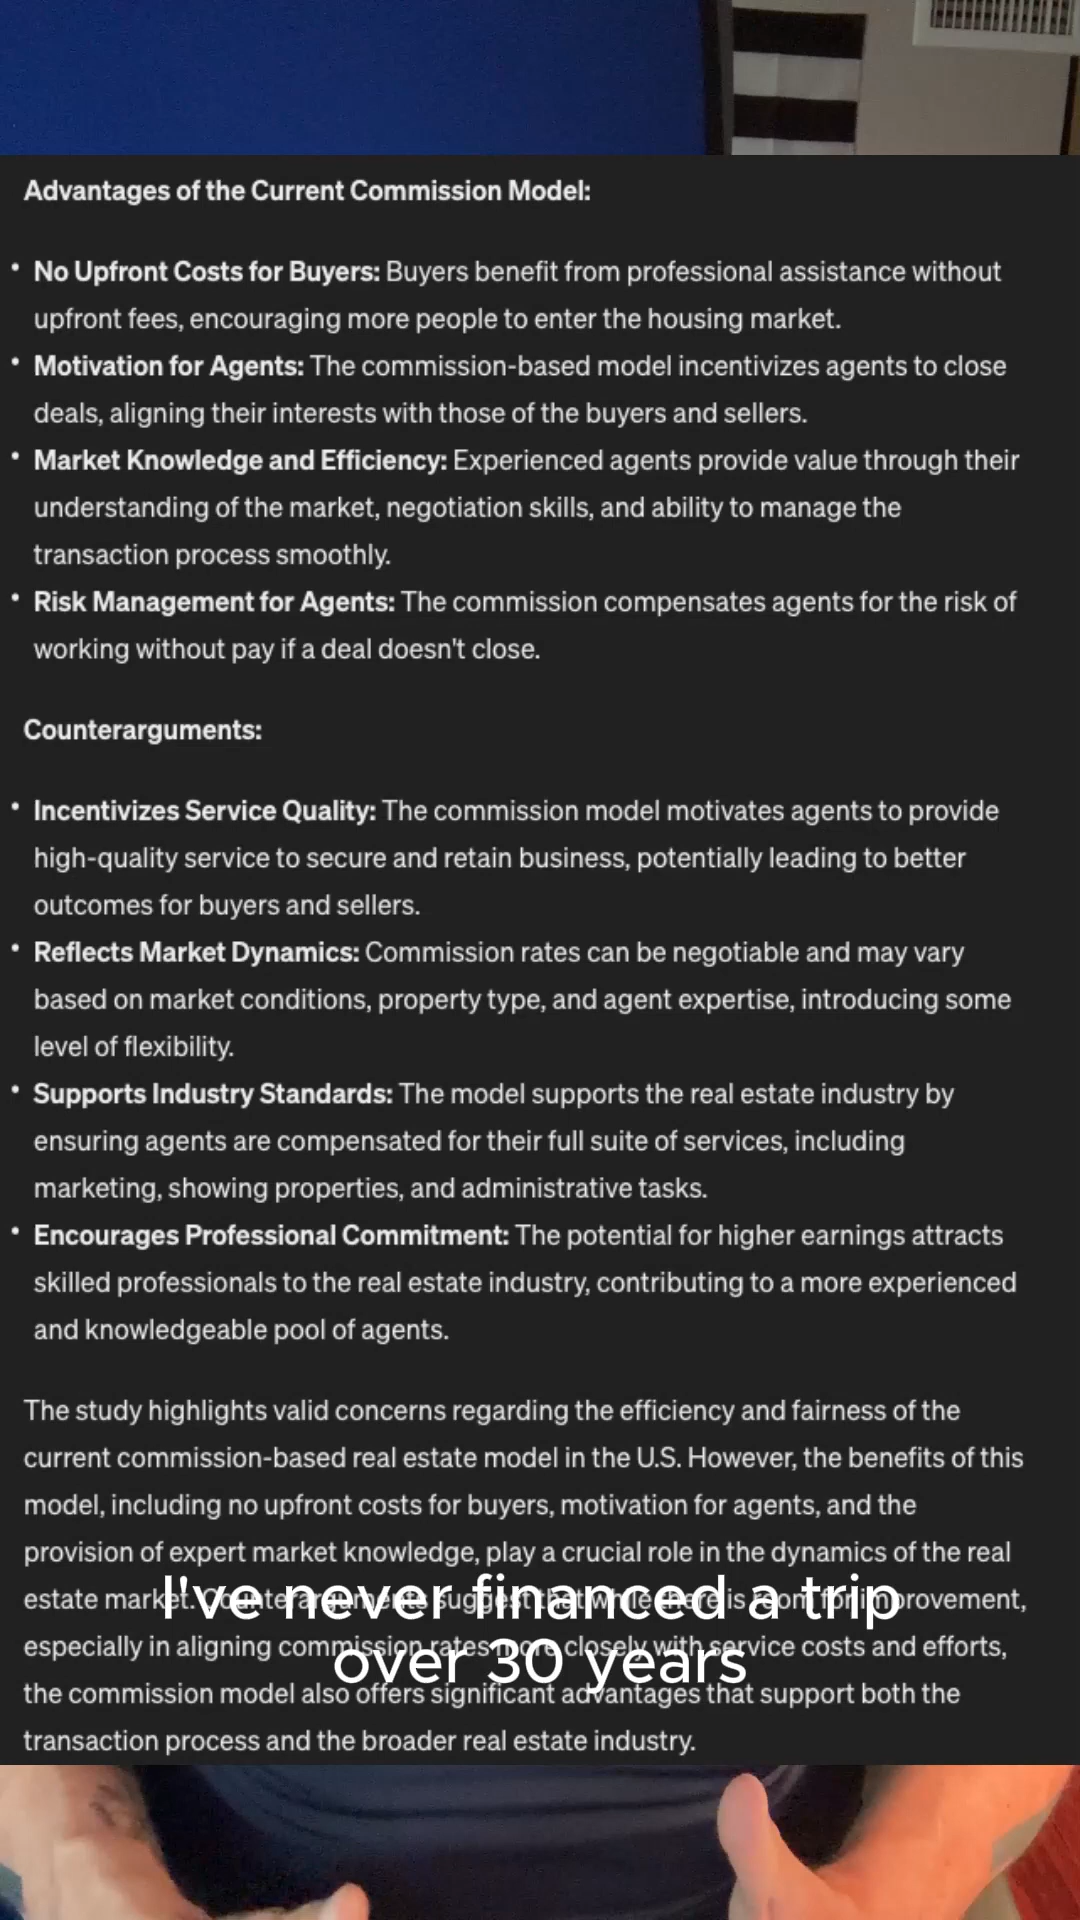 Advantages of the Current Commission Model:
• No Upfront Costs for Buyers: Buyers benefit from professional assistance without
upfront fees, encouraging more people to enter the housing market.
• Motivation for Agents: The commission-based model incentivizes agents to close
deals, aligning their interests with those of the buyers and sellers.
• Market Knowledge and Efficiency: Experienced agents provide value through their
understanding of the market, negotiation skills, and ability to manage the
transaction process smoothly.
• Risk Management for Agents: The commission compensates agents for the risk of
working without pay if a deal doesn't close.
Counterarguments:
• Incentivizes Service Quality: The commission model motivates agents to provide
high-quality service to secure and retain business, potentially leading to better
outcomes for buyers and sellers.
• Reflects Market Dynamics: Commission rates can be negotiable and may vary
based on market conditions, property type, and agent expertise, introducing some
level of flexibility.
• Supports Industry Standards: The model supports the real estate industry by
ensuring agents are compensated for their full suite of services, including
marketing, showing properties, and administrative tasks.
• Encourages Professional Commitment: The potential for higher earnings attracts
skilled professionals to the real estate industry, contributing to a more experienced
and knowledgeable pool of agents.
The study highlights valid concerns regarding the efficiency and fairness of the
current commission-based real estate model in the U.S. However, the benefits of this
model, including no upfront costs for buyers, motivation for agents, and the
provision of expert market knowledge, play a crucial role in the dynamics of the real
estate market. Counterarguments suggest that while there is room for improvement,
especially in aligning commission rates more closely with service costs and efforts,
the commission model also offers significant advantages that support both the
transaction process and the broader real estate industry.
I've never financed a trip
over 30 years